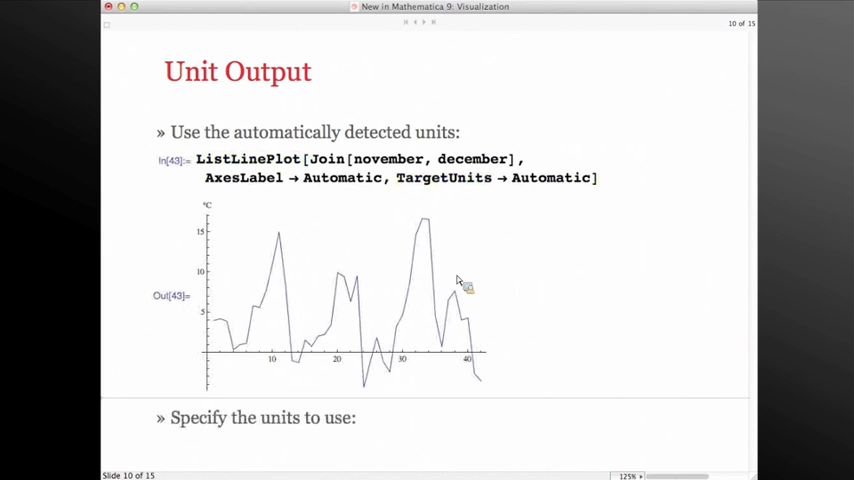 New in Mathematica 9: Visualization
10 of 15
Unit Output
» Use the automatically detected units:
In[43]:= ListLinePlot[Join[november, december],
AxesLabel → Automatic, TargetUnits → Automatic]
°C
15
10
5
Out[43]=
10 20 30 40
» Specify the units to use:
Slide 10 of 15
125%